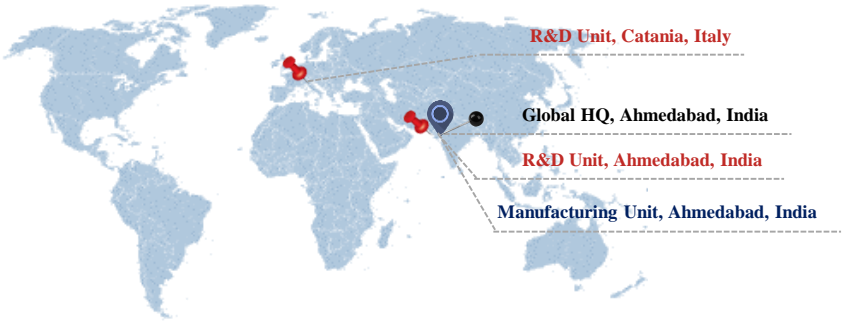 R&D Unit, Catania, Italy
Global HQ, Ahmedabad, India
R&D Unit, Ahmedabad, India
Manufacturing Unit, Ahmedabad, India